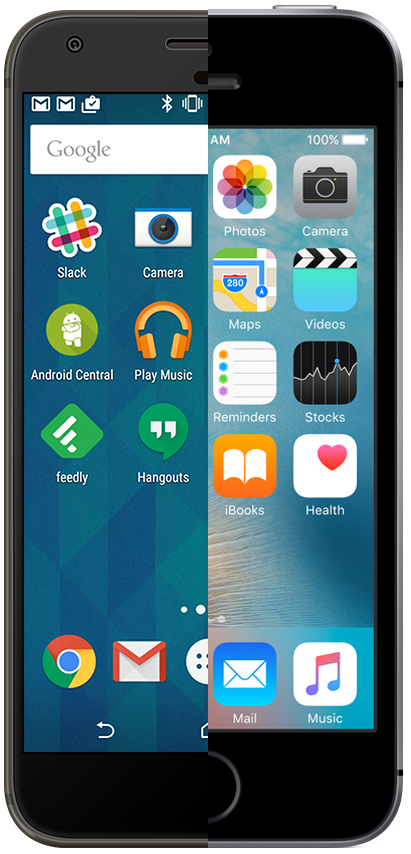 AM 100%
Google
Photos Camera
Slack Camera
280
Maps Videos
Android Central Play Music
Reminders Stocks
feedly Hangouts
iBooks Health
Mail Music